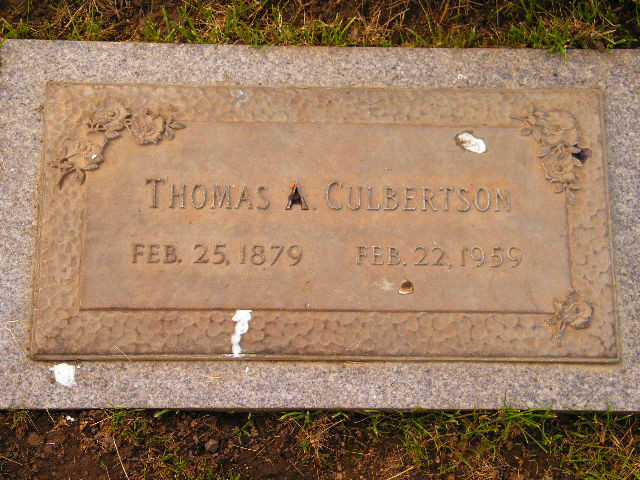 THOMAS A. CULBERTSON
FEB. 25, 1879 FEB. 22, 1959